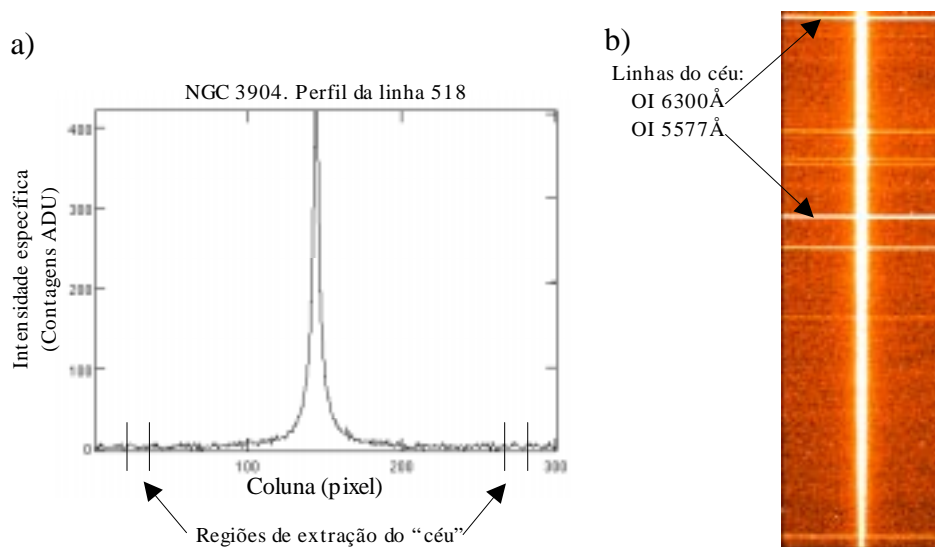 a)
NGC 3904. Perfil da linha 518
400
300
200
100
0
Intensidade específica
(Contagens ADU)
100
200
300
Coluna (pixel)
Regiões de extração do “céu”
b)
Linhas do céu:
OI 6300Å
OI 5577Å